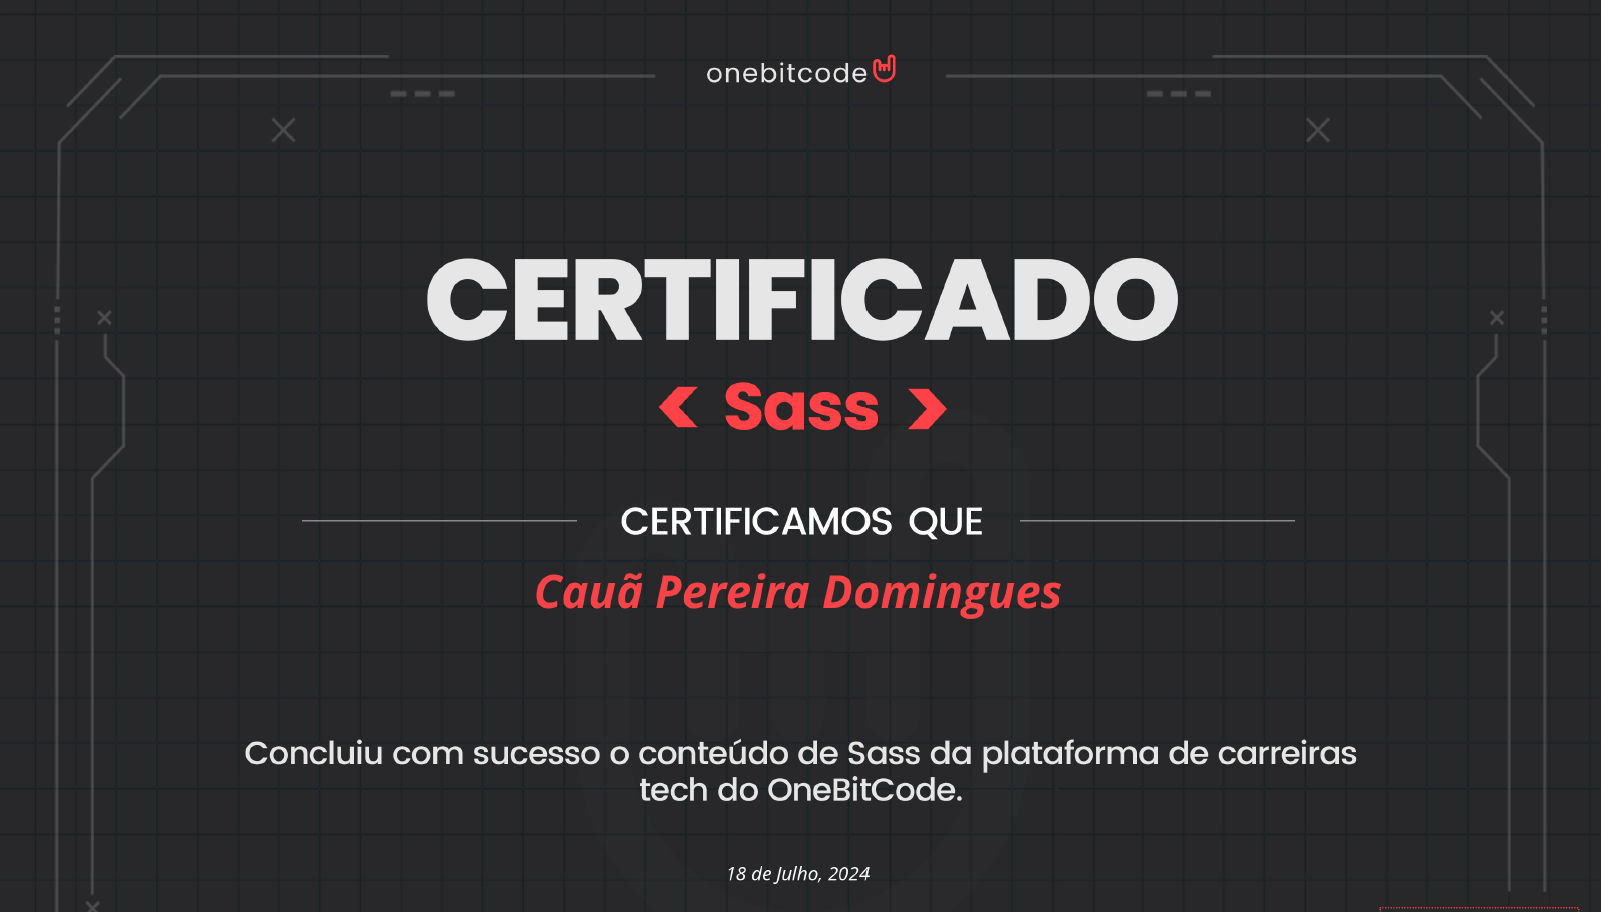 onebitcode
CERTIFICADO
< Sass >
CERTIFICAMOS QUE
Cauã Pereira Domingues
Concluiu com sucesso o conteúdo de Sass da plataforma de carreiras
tech do OneBitCode.
18 de Julho, 2024